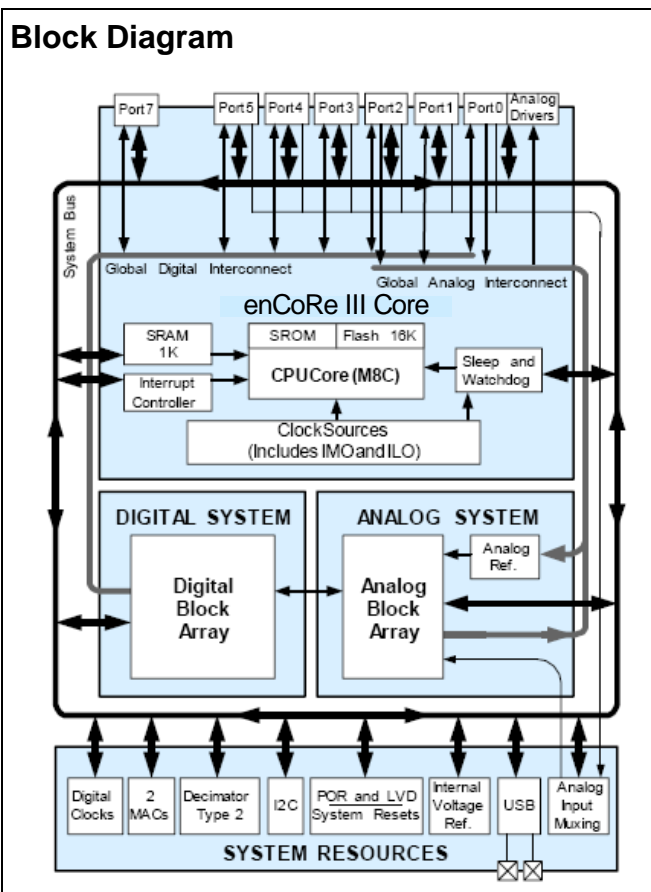 Block Diagram
Port7
Port5
Port4
Port3
Port2
Port1
Port0
Analog
Drivers
System Bus
Global Digital Interconnect
Global Analog Interconnect
enCoRe III Core
SRAM
1K
SROM
Flash 16K
CPUCore (M8C)
Interrupt
Controller
Sleep and
Watchdog
ClockSources
(Includes IMO and ILO)
DIGITAL SYSTEM
ANALOG SYSTEM
Digital
Block
Array
Analog
Block
Array
Analog
Ref.
Digital
Clocks
2
MACs
Decimator
Type 2
I2C
POR and LVD
System Resets
Internal
Voltage
Ref.
USB
Analog
Input
Muxing
SYSTEM RESOURCES